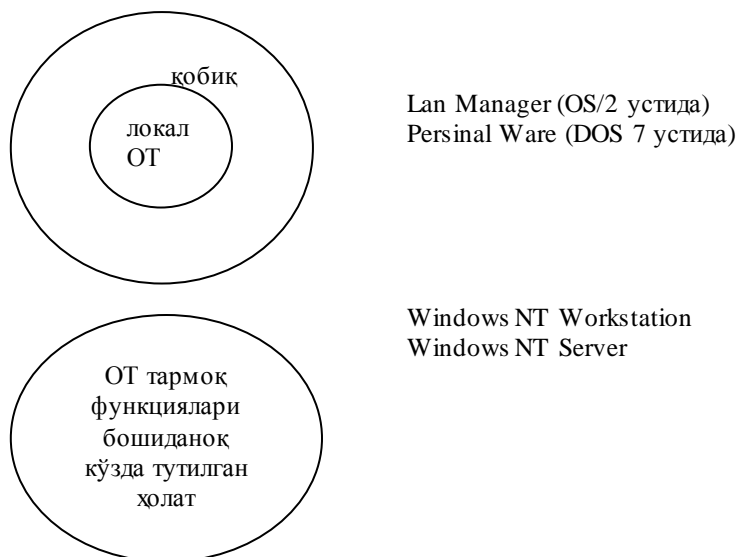 қобиқ
локал
ОТ
Lan Manager (OS/2 устида)
Persinal Ware (DOS 7 устида)
Windows NT Workstation
Windows NT Server
ОТ тармоқ
функциялари
бошиданоқ
кўзда тутилган
ҳолат